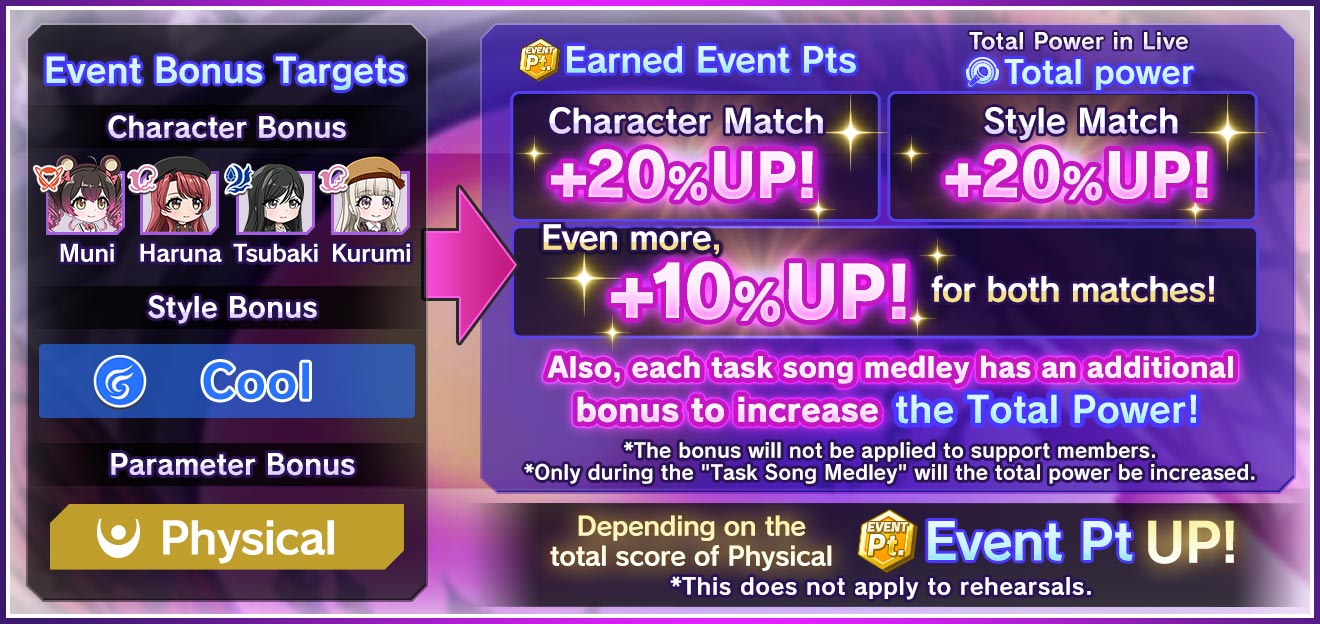 Event Bonus Targets
Character Bonus
Muni
Haruna
Tsubaki
Kurumi
Style Bonus
Cool
Parameter Bonus
Physical
EVENT
Pt.
Earned Event Pts
Total Power in Live
Total power
Character Match
+20%UP!
Style Match
+20%UP!
Even more,
+10%UP! for both matches!
Also, each task song medley has an additional
bonus to increase the Total Power!
*The bonus will not be applied to support members.
*Only during the "Task Song Medley" will the total power be increased.
Depending on the
total score of Physical
EVENT
Pt.
Event Pt UP!
*This does not apply to rehearsals.